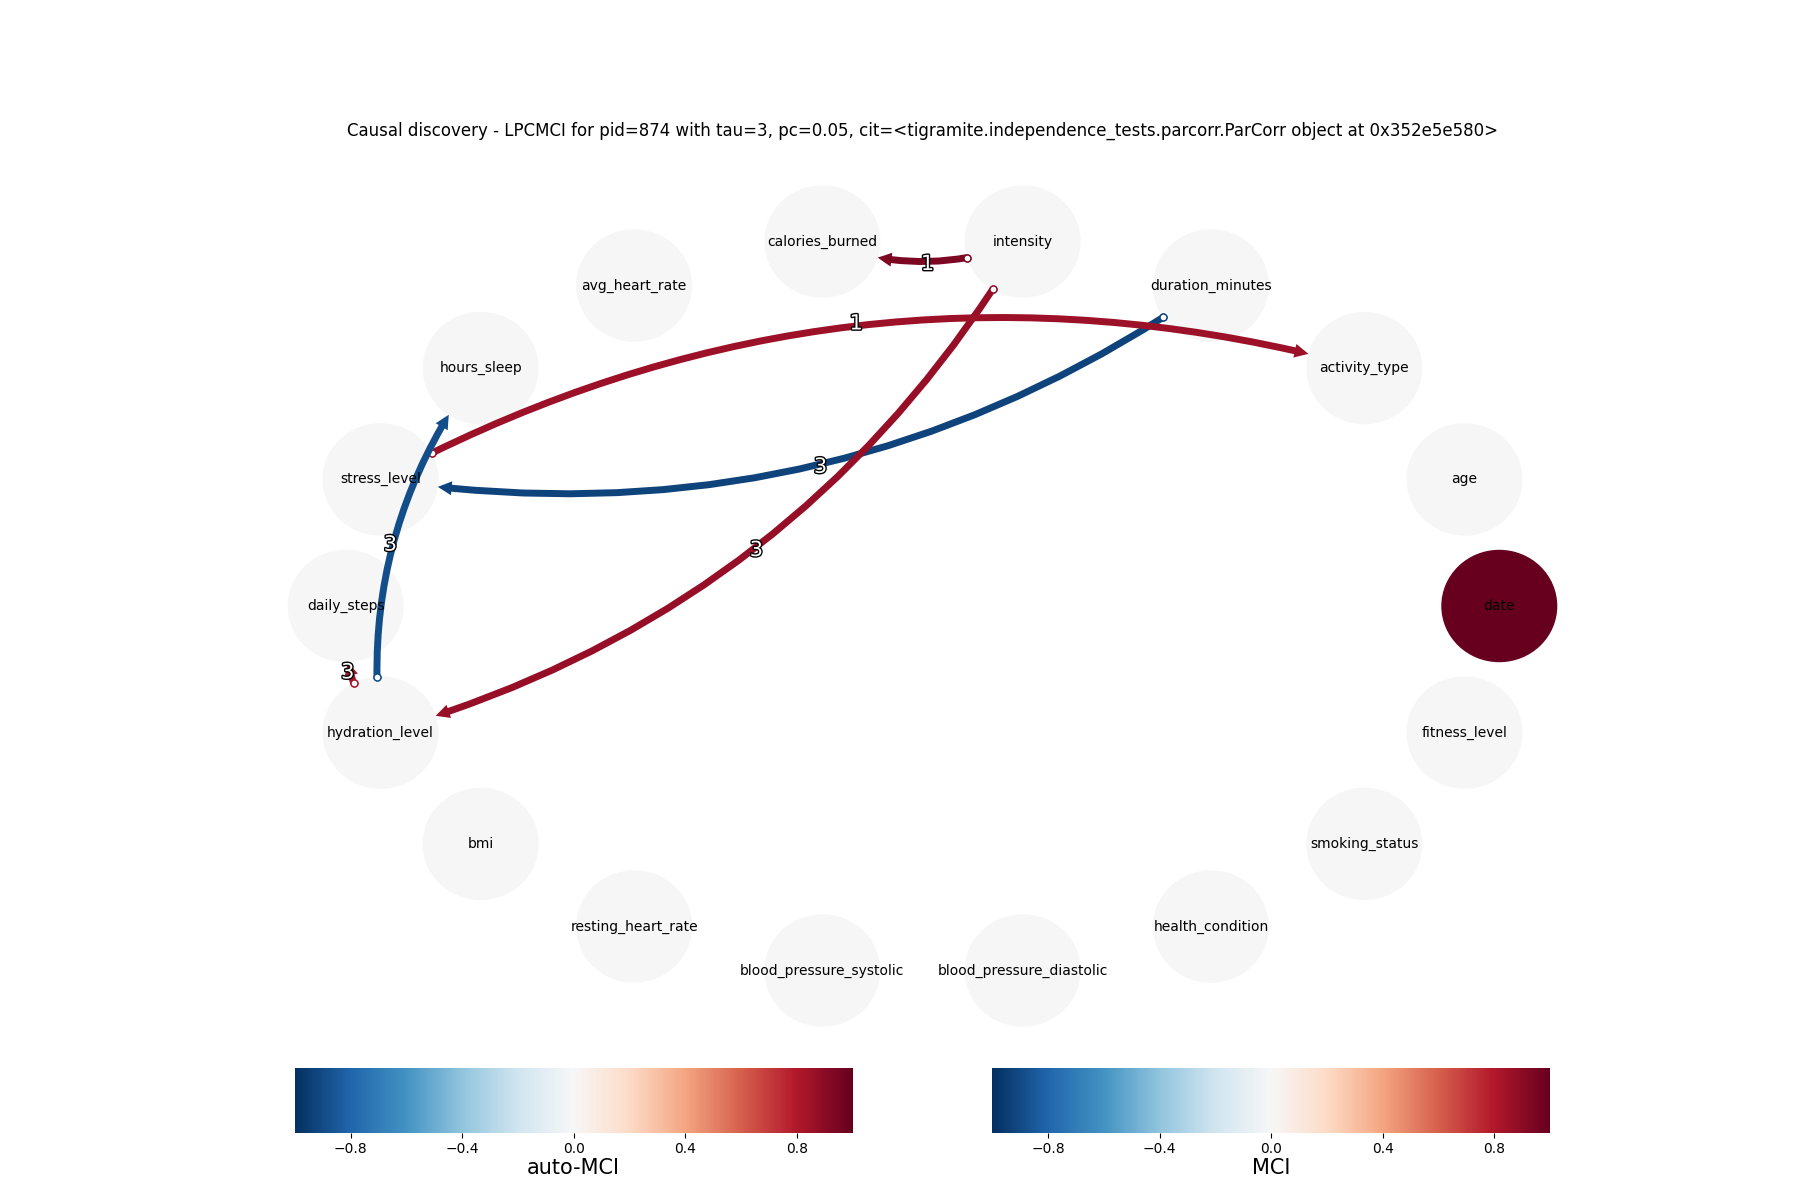 Causal discovery - LPCMCI for pid=874 with tau=3, pc=0.05, cit=<tigramite.independence_tests.parcorr.ParCorr object at 0x352e5e580>
calories_burned
intensity
1
avg_heart_rate
duration_minutes
1
hours_sleep
activity_type
3
stress_level
age
3
3
daily_steps
date
3
hydration_level
fitness_level
bmi
smoking_status
resting_heart_rate
health_condition
blood_pressure_systolic
blood_pressure_diastolic
−0.8 −0.4 0.0 0.4 0.8
auto-MCI
−0.8 −0.4 0.0 0.4 0.8
MCI